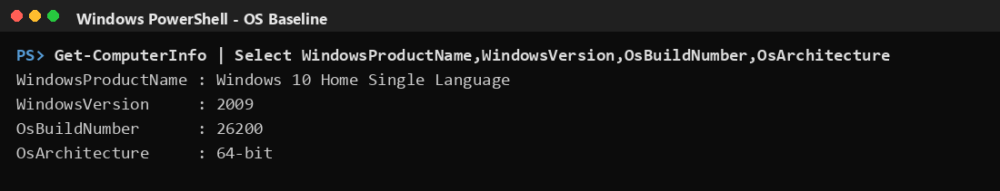 Windows PowerShell - OS Baseline
PS> Get-ComputerInfo | Select WindowsProductName,WindowsVersion,OsBuildNumber,OsArchitecture
WindowsProductName : Windows 10 Home Single Language
WindowsVersion     : 2009
OsBuildNumber      : 26200
OsArchitecture     : 64-bit